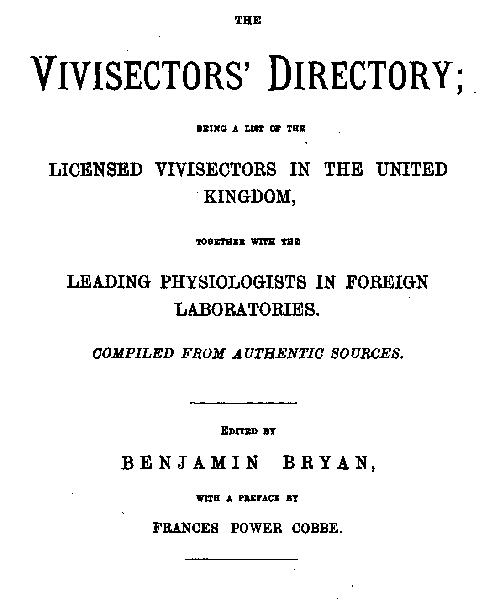 THE
VIVISECTORS' DIRECTORY;
BEING A LIST OF THE
LICENSED VIVISECTORS IN THE UNITED
KINGDOM,
TOGETHER WITH THE
LEADING PHYSIOLOGISTS IN FOREIGN
LABORATORIES.
COMPILED FROM AUTHENTIC SOURCES.
EDITED BY
BENJAMIN BRYAN,
WITH A PREFACE BY
FRANCES POWER COBBE.